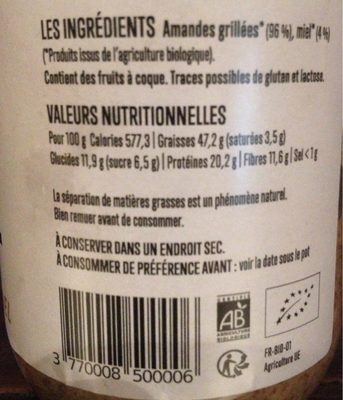 LES INGRÉDIENTS Amandes grillées* (96 %), miel* (4 %)
(*Produits issus de l'agriculture biologique).
Contient des fruits à coque. Traces possibles de gluten et lactose.
VALEURS NUTRITIONNELLES
Pour 100 g Calories 577,3 | Graisses 47,2 g (saturées 3,5 g)
Glucides 11,9 g (sucre 6,5 g) | Protéines 20,2 g | Fibres 11,6 g | Sel < 1 g
La séparation de matières grasses est un phénomène naturel.
Bien remuer avant de consommer.
À CONSERVER DANS UN ENDROIT SEC.
À CONSOMMER DE PRÉFÉRENCE AVANT : voir la date sous le pot
CERTIFIÉ
AB
AGRICULTURE
BIOLOGIQUE
FR-BIO-01
Agriculture UE
3 770008 500006